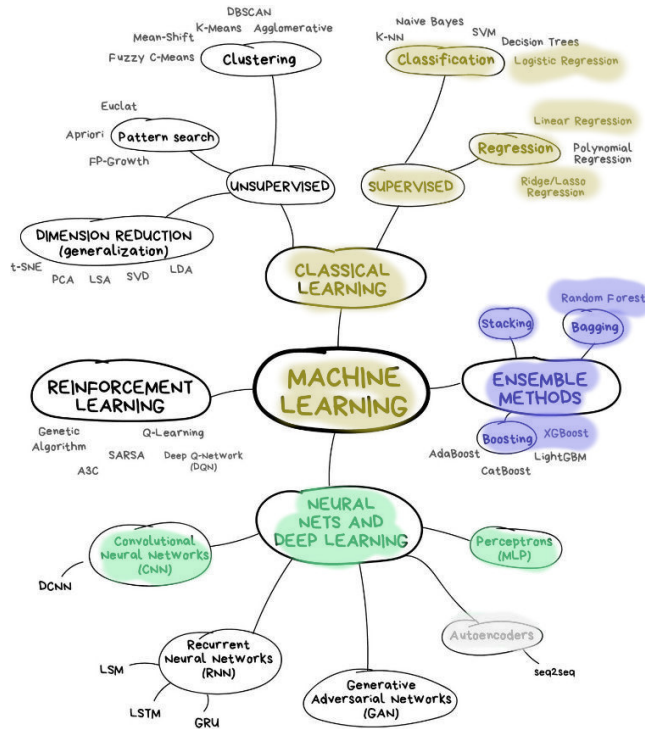 DBSCAN
Naive Bayes
K-Means
Agglomerative
SVM
Mean-Shift
K-NN
Decision Trees
Fuzzy C-Means
Clustering
Classification
Logistic Regression
Euclat
Linear Regression
Apriori
Pattern search
Regression
Polynomial
Regression
FP-Growth
UNSUPERVISED
SUPERVISED
Ridge/Lasso
Regression
DIMENSION REDUCTION
(generalization)
t-SNE
PCA
LSA
SVD
LDA
CLASSICAL
LEARNING
Random Forest
Stacking
Bagging
REINFORCEMENT
LEARNING
MACHINE
LEARNING
ENSEMBLE
METHODS
Genetic
Algorithm
Q-Learning
SARSA
Deep Q-Network
(DQN)
A3C
Boosting
XGBoost
AdaBoost
LightGBM
CatBoost
NEURAL
NETS AND
DEEP LEARNING
Convolutional
Neural Networks
(CNN)
Perceptrons
(MLP)
DCNN
Autoencoders
Recurrent
Neural Networks
(RNN)
LSM
seq2seq
Generative
Adversarial Networks
(GAN)
LSTM
GRU